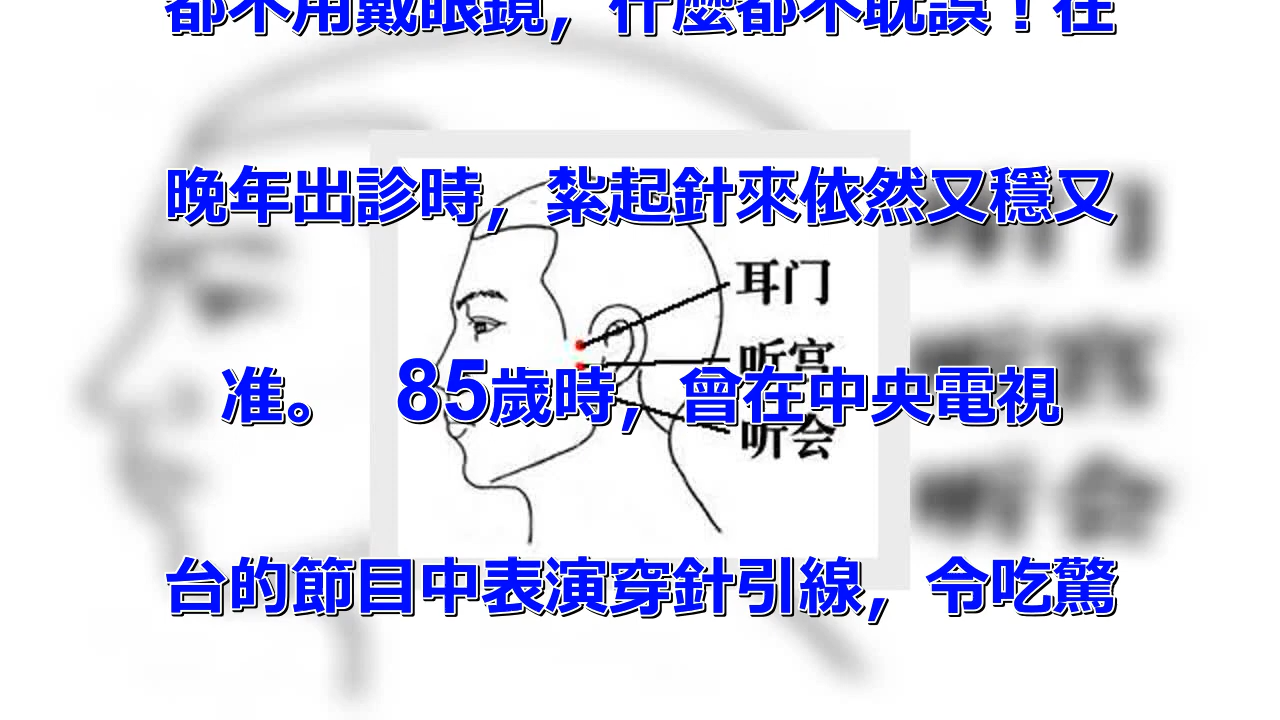 都不用戴眼鏡，什麼都不耽誤！在
晚年出診時，紮起針來依然又穩又
耳门
听宫
准。 85歲時，曾在中央電視
听会
台的節目中表演穿針引線，令吃驚